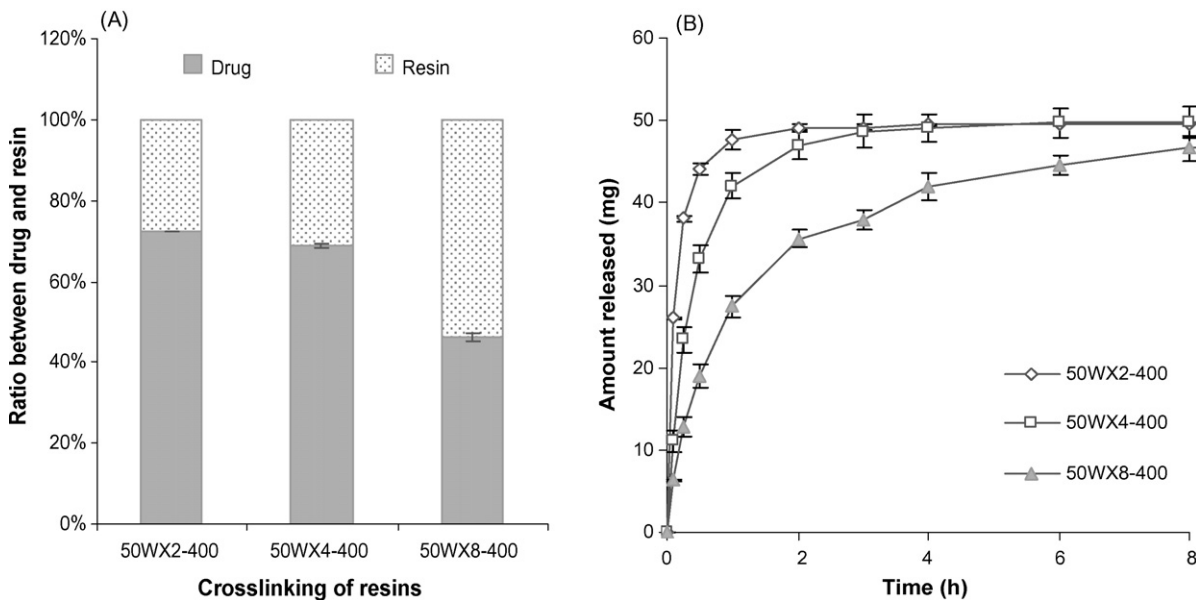 (A)
120%
100%
80%
60%
40%
20%
0%
Ratio between drug and resin
Drug
Resin
50WX2-400
50WX4-400
50WX8-400
Crosslinking of resins
(B)
60
50
40
30
20
10
0
Amount released (mg)
50WX2-400
50WX4-400
50WX8-400
0
2
4
6
8
Time (h)